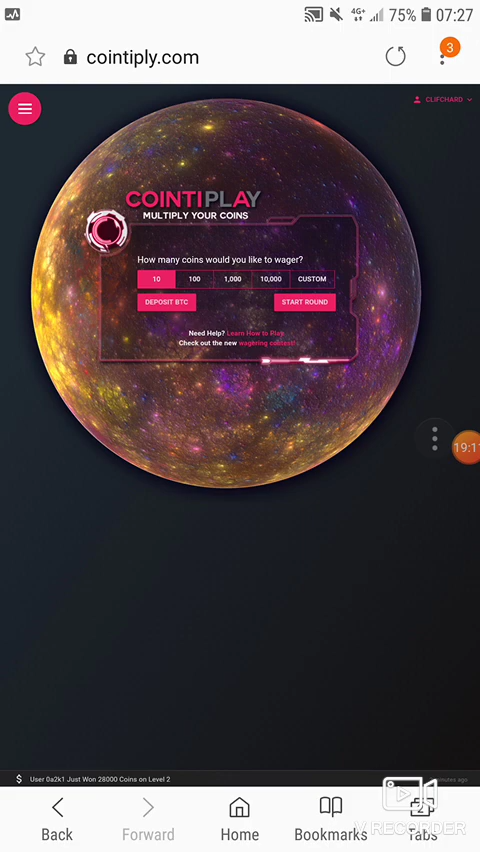 75% 07:27
cointiply.com
3
CLIFCHARD
COINTIPLAY
MULTIPLY YOUR COINS
How many coins would you like to wager?
10 100 1,000 10,000 CUSTOM
DEPOSIT BTC START ROUND
Need Help? Learn How to Play
Check out the new wagering contest!
19:11
$ User 0a2k1 Just Won 28000 Coins on Level 2
minutes ago
Back Forward Home Bookmarks Tabs
V RECORDER